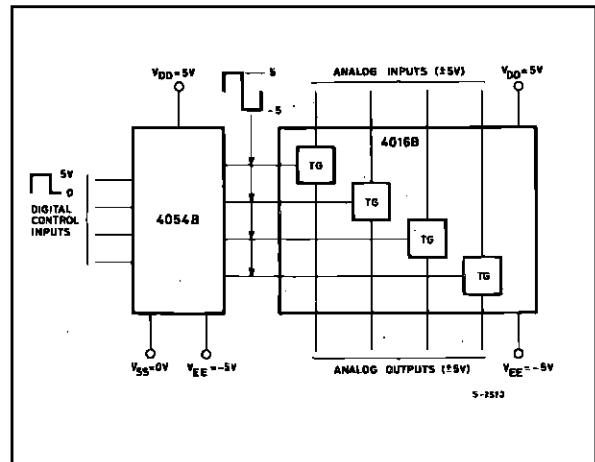 VDD=5V
5
-5
ANALOG INPUTS (±5V)
VDD=5V
4016B
TG
5V
0
DIGITAL
CONTROL
INPUTS
4054B
TG
TG
TG
VSS=0V
VEE=-5V
ANALOG OUTPUTS (±5V)
VEE=-5V